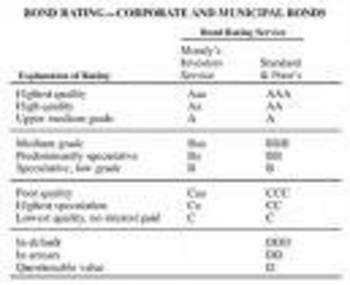 BOND RATING—CORPORATE AND MUNICIPAL BONDS
Bond Rating Service
Moody's
Investors Standard
Explanation of Rating Service & Poor's
Highest quality Aaa AAA
High quality Aa AA
Upper medium grade A A
Medium grade Baa BBB
Predominantly speculative Ba BB
Speculative, low grade B B
Poor quality Caa CCC
Highest speculation Ca CC
Lowest quality, no interest paid C C
In default DDD
In arrears DD
Questionable value D